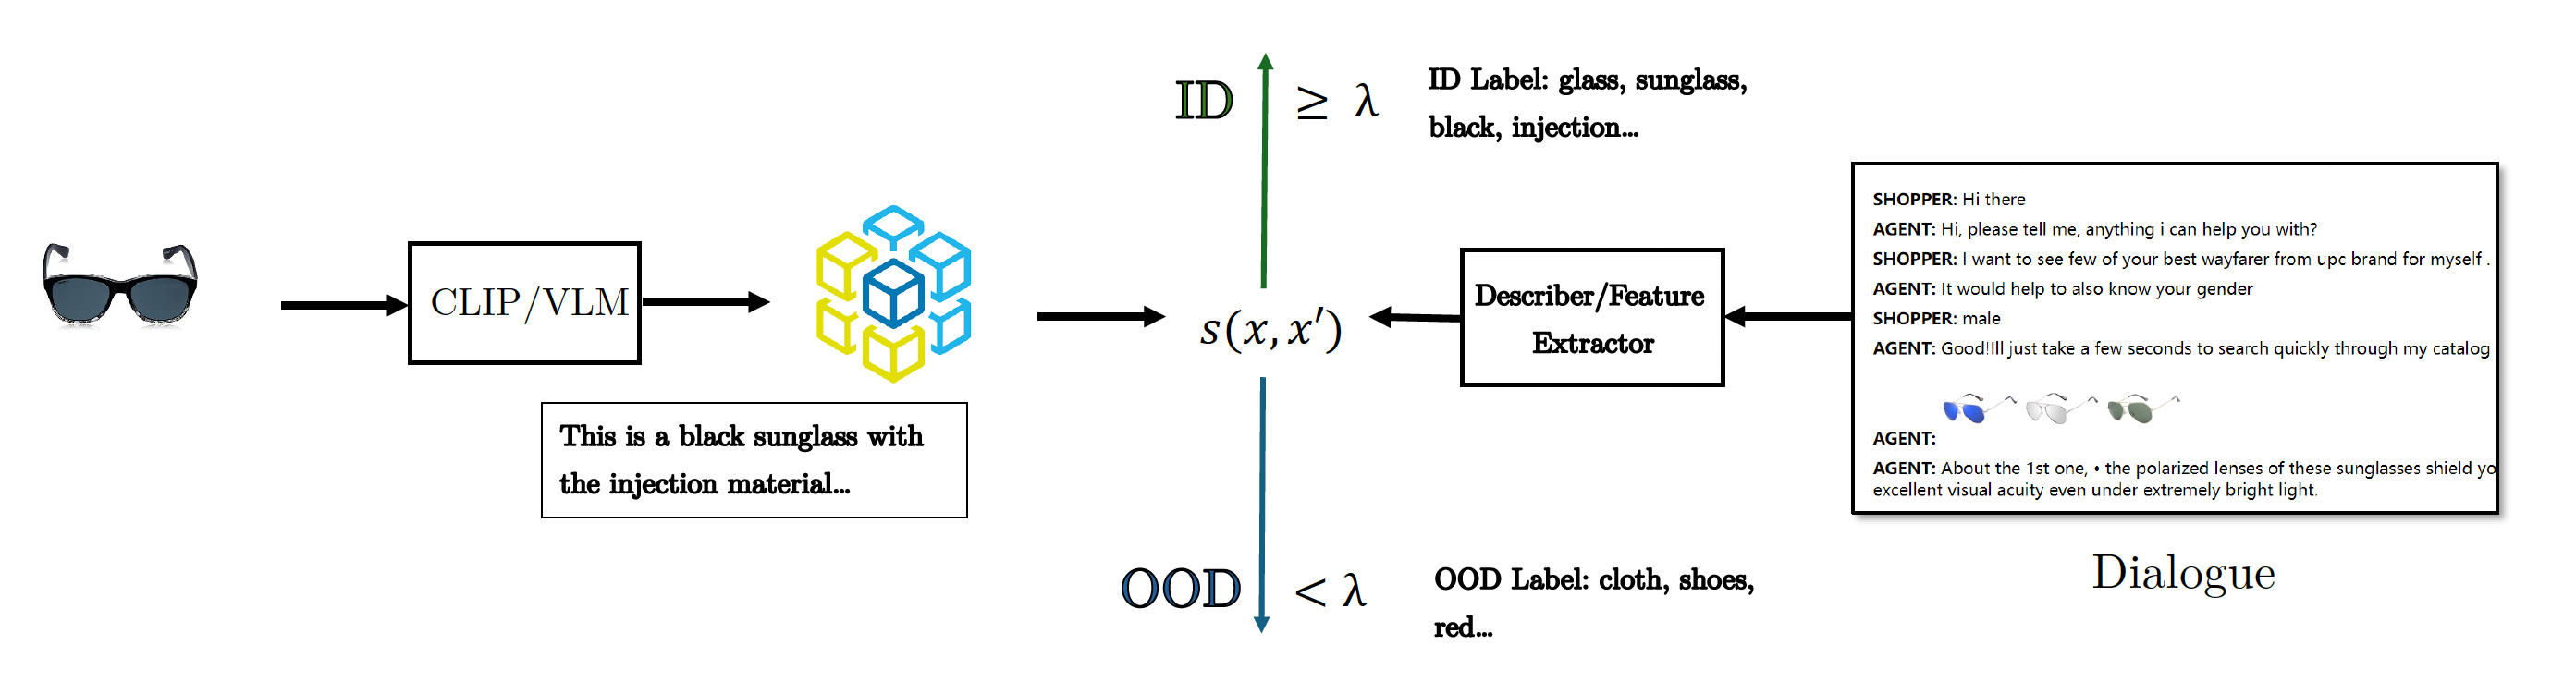 CLIP/VLM
This is a black sunglass with
the injection material...
ID
≥ λ
ID Label: glass, sunglass,
black, injection...
s(x, x′)
OOD
< λ
OOD Label: cloth, shoes,
red...
Describer/Feature
Extractor
SHOPPER: Hi there
AGENT: Hi, please tell me, anything i can help you with?
SHOPPER: I want to see few of your best wayfarer from upc brand for myself .
AGENT: It would help to also know your gender
SHOPPER: male
AGENT: Good!Ill just take a few seconds to search quickly through my catalog
AGENT:
AGENT: About the 1st one, • the polarized lenses of these sunglasses shield yo
excellent visual acuity even under extremely bright light.
Dialogue